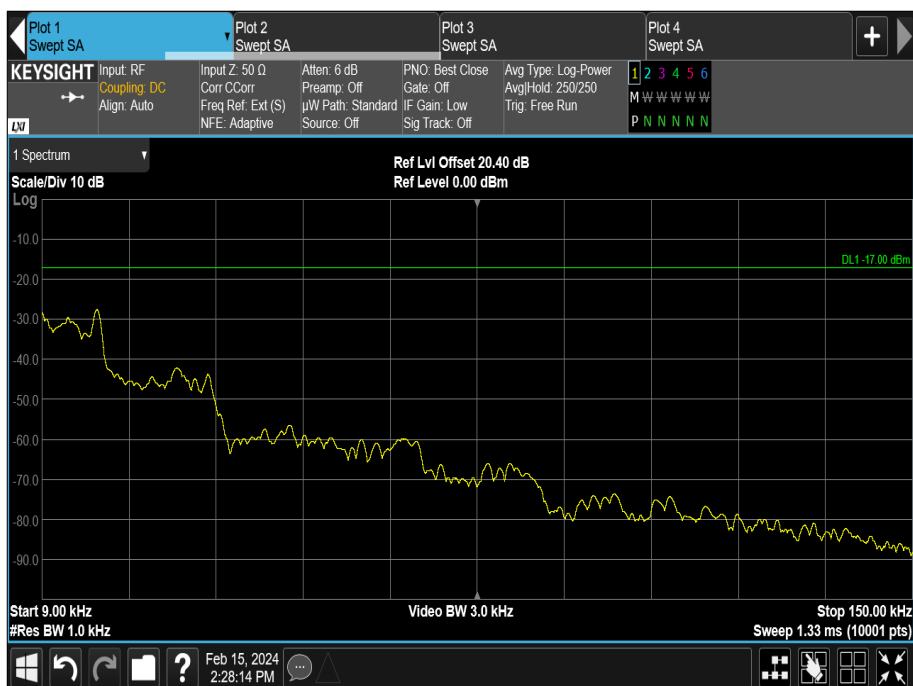 Plot 1
Swept SA
Plot 2
Swept SA
Plot 3
Swept SA
Plot 4
Swept SA
+
KEYSIGHT
LXI
Input: RF
Coupling: DC
Align: Auto
Input Z: 50 Ω
Corr CCorr
Freq Ref: Ext (S)
NFE: Adaptive
Atten: 6 dB
Preamp: Off
µW Path: Standard
Source: Off
PNO: Best Close
Gate: Off
IF Gain: Low
Sig Track: Off
Avg Type: Log-Power
Avg|Hold: 250/250
Trig: Free Run
1 2 3 4 5 6
M W W W W W
P N N N N N
1 Spectrum
Scale/Div 10 dB
Ref Lvl Offset 20.40 dB
Ref Level 0.00 dBm
Log
-10.0
DL1 -17.00 dBm
-20.0
-30.0
-40.0
-50.0
-60.0
-70.0
-80.0
-90.0
Start 9.00 kHz
Video BW 3.0 kHz
Stop 150.00 kHz
#Res BW 1.0 kHz
Sweep 1.33 ms (10001 pts)
?
Feb 15, 2024
2:28:14 PM